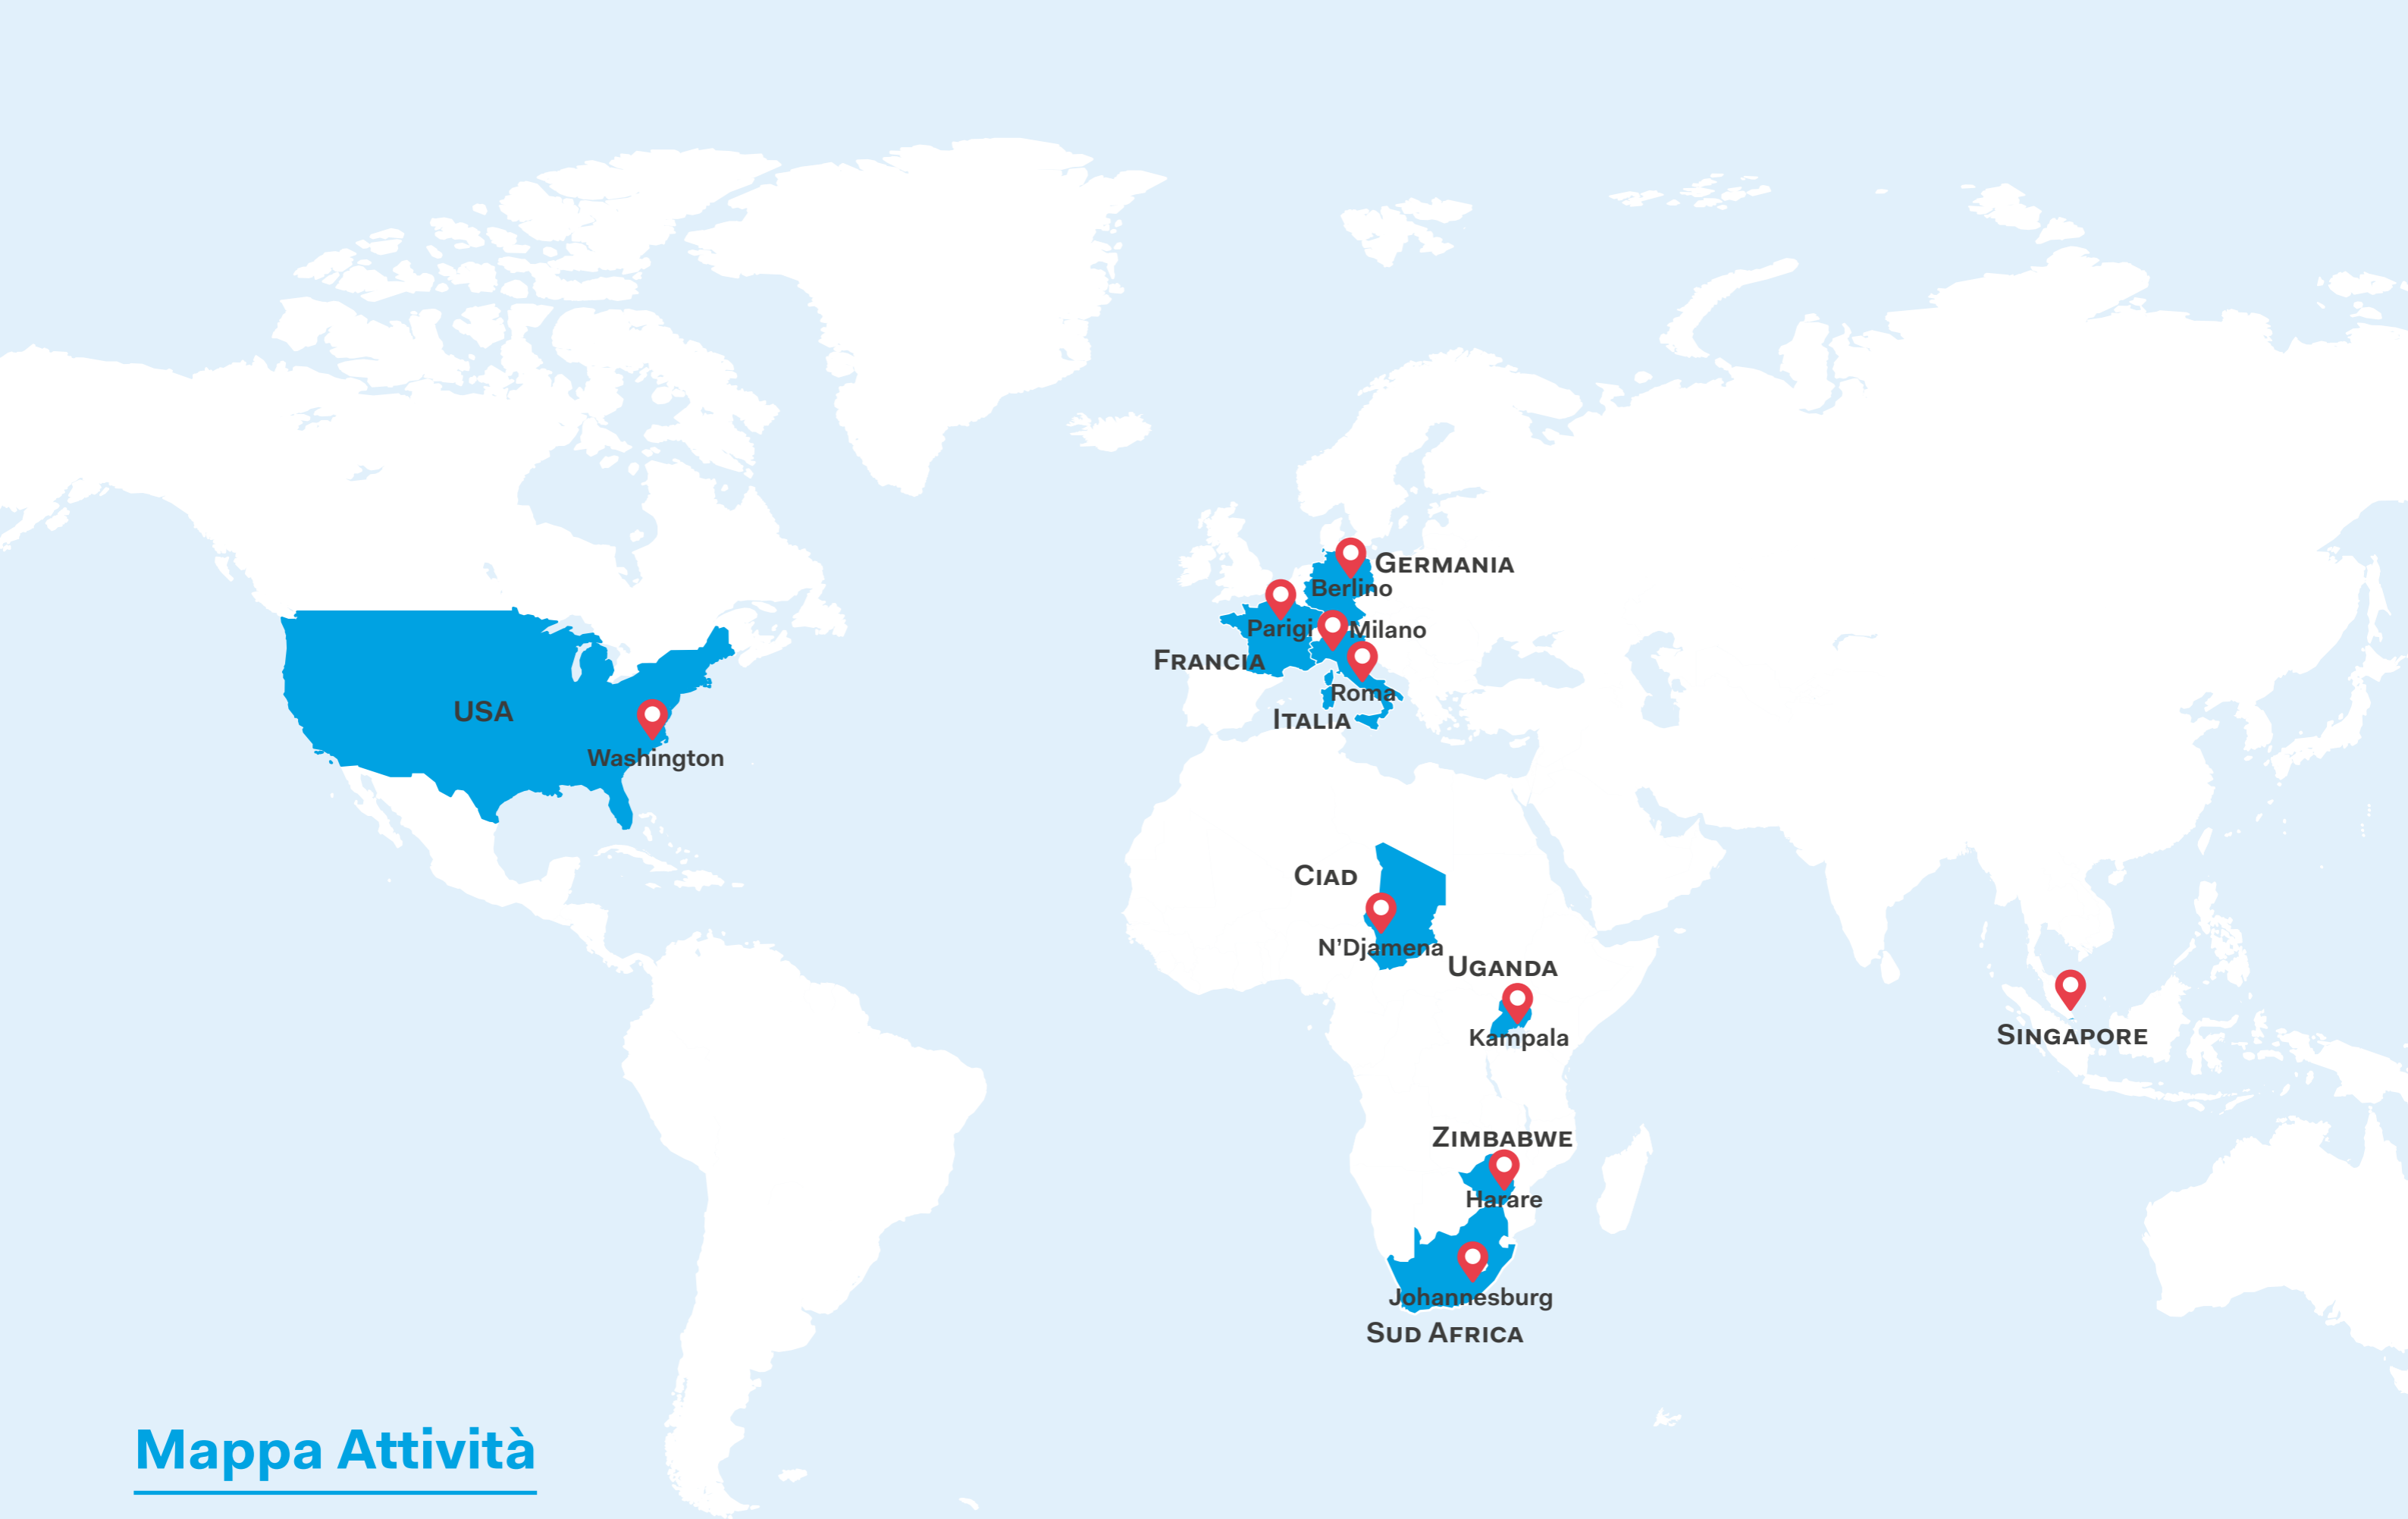 GERMANIA
Berlino
Parigi
Milano
FRANCIA
Roma
ITALIA
USA
Washington
CIAD
N’Djamena
UGANDA
Kampala
SINGAPORE
ZIMBABWE
Harare
Johannesburg
SUD AFRICA
Mappa Attività